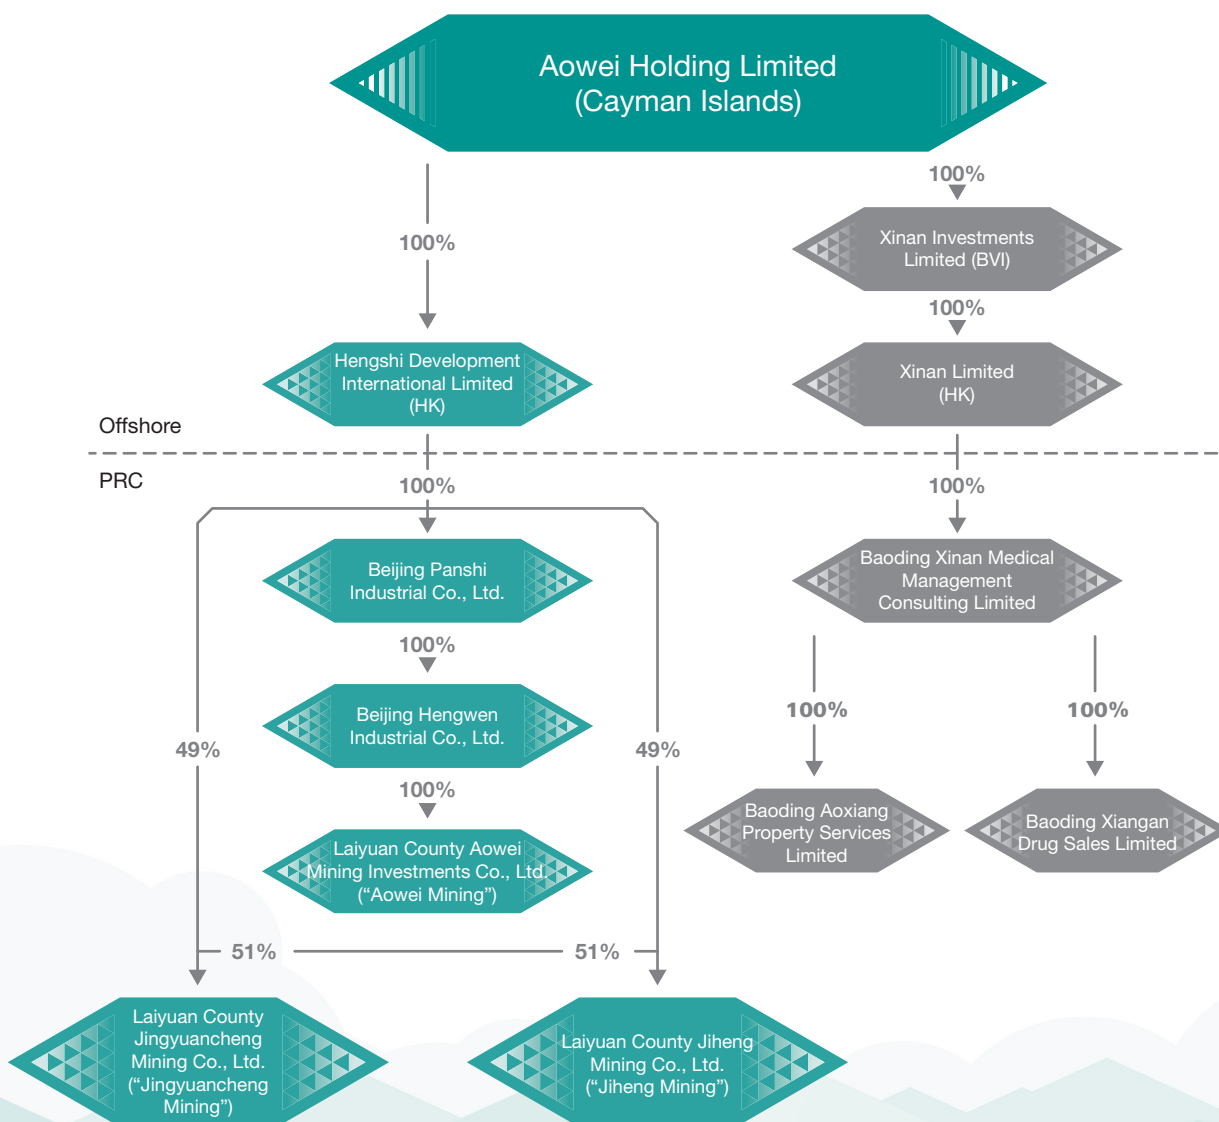 Aowei Holding Limited
(Cayman Islands)
100%
100%
Xinan Investments
Limited (BVI)
100%
Hengshi Development
International Limited
(HK)
Xinan Limited
(HK)
Offshore
PRC
100%
100%
Beijing Panshi
Industrial Co., Ltd.
Baoding Xinan Medical
Management
Consulting Limited
100%
Beijing Hengwen
Industrial Co., Ltd.
100%
100%
49%
49%
100%
Laiyuan County Aowei
Mining Investments Co., Ltd.
(“Aowei Mining”)
Baoding Aoxiang
Property Services
Limited
Baoding Xiangan
Drug Sales Limited
51%
51%
Laiyuan County
Jingyuancheng
Mining Co., Ltd.
(“Jingyuancheng
Mining”)
Laiyuan County Jiheng
Mining Co., Ltd.
(“Jiheng Mining”)